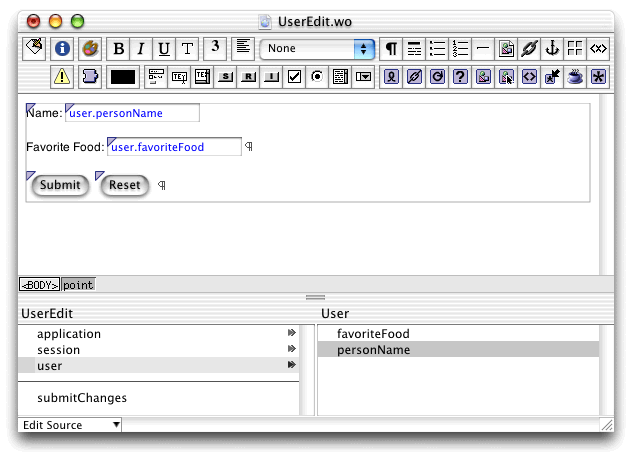 UserEdit.wo
B I U T 3 None ¶
TEXT S R I ?
Name: user.personName
Favorite Food: user.favoriteFood ¶
Submit Reset ¶
<BODY> point
UserEdit User
application favoriteFood
session personName
user
submitChanges
Edit Source